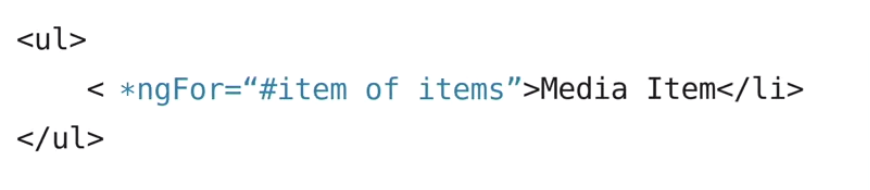 <ul>
    < *ngFor=“#item of items”>Media Item</li>
</ul>